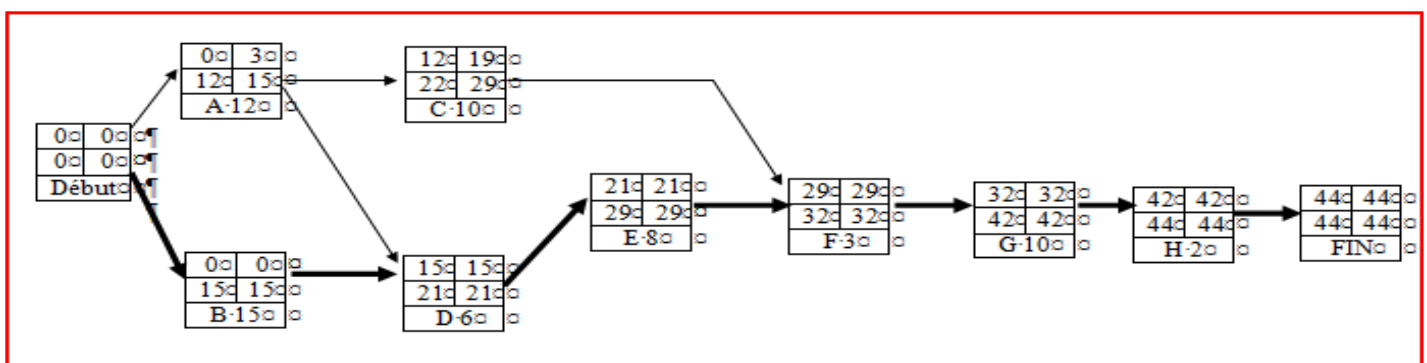 0¤ 0¤ ¤¶
0¤ 0¤ ¤¶
Début¤ ¤¶
0¤ 3¤ ¤
12¤ 15¤ ¤
A·12¤ ¤
0¤ 0¤ ¤
15¤ 15¤ ¤
B·15¤ ¤
12¤ 19¤ ¤
22¤ 29¤ ¤
C·10¤ ¤
15¤ 15¤ ¤
21¤ 21¤ ¤
D·6¤ ¤
21¤ 21¤ ¤
29¤ 29¤ ¤
E·8¤ ¤
29¤ 29¤ ¤
32¤ 32¤ ¤
F·3¤ ¤
32¤ 32¤ ¤
42¤ 42¤ ¤
G·10¤ ¤
42¤ 42¤ ¤
44¤ 44¤ ¤
H·2¤ ¤
44¤ 44¤ ¤
44¤ 44¤ ¤
FIN¤ ¤